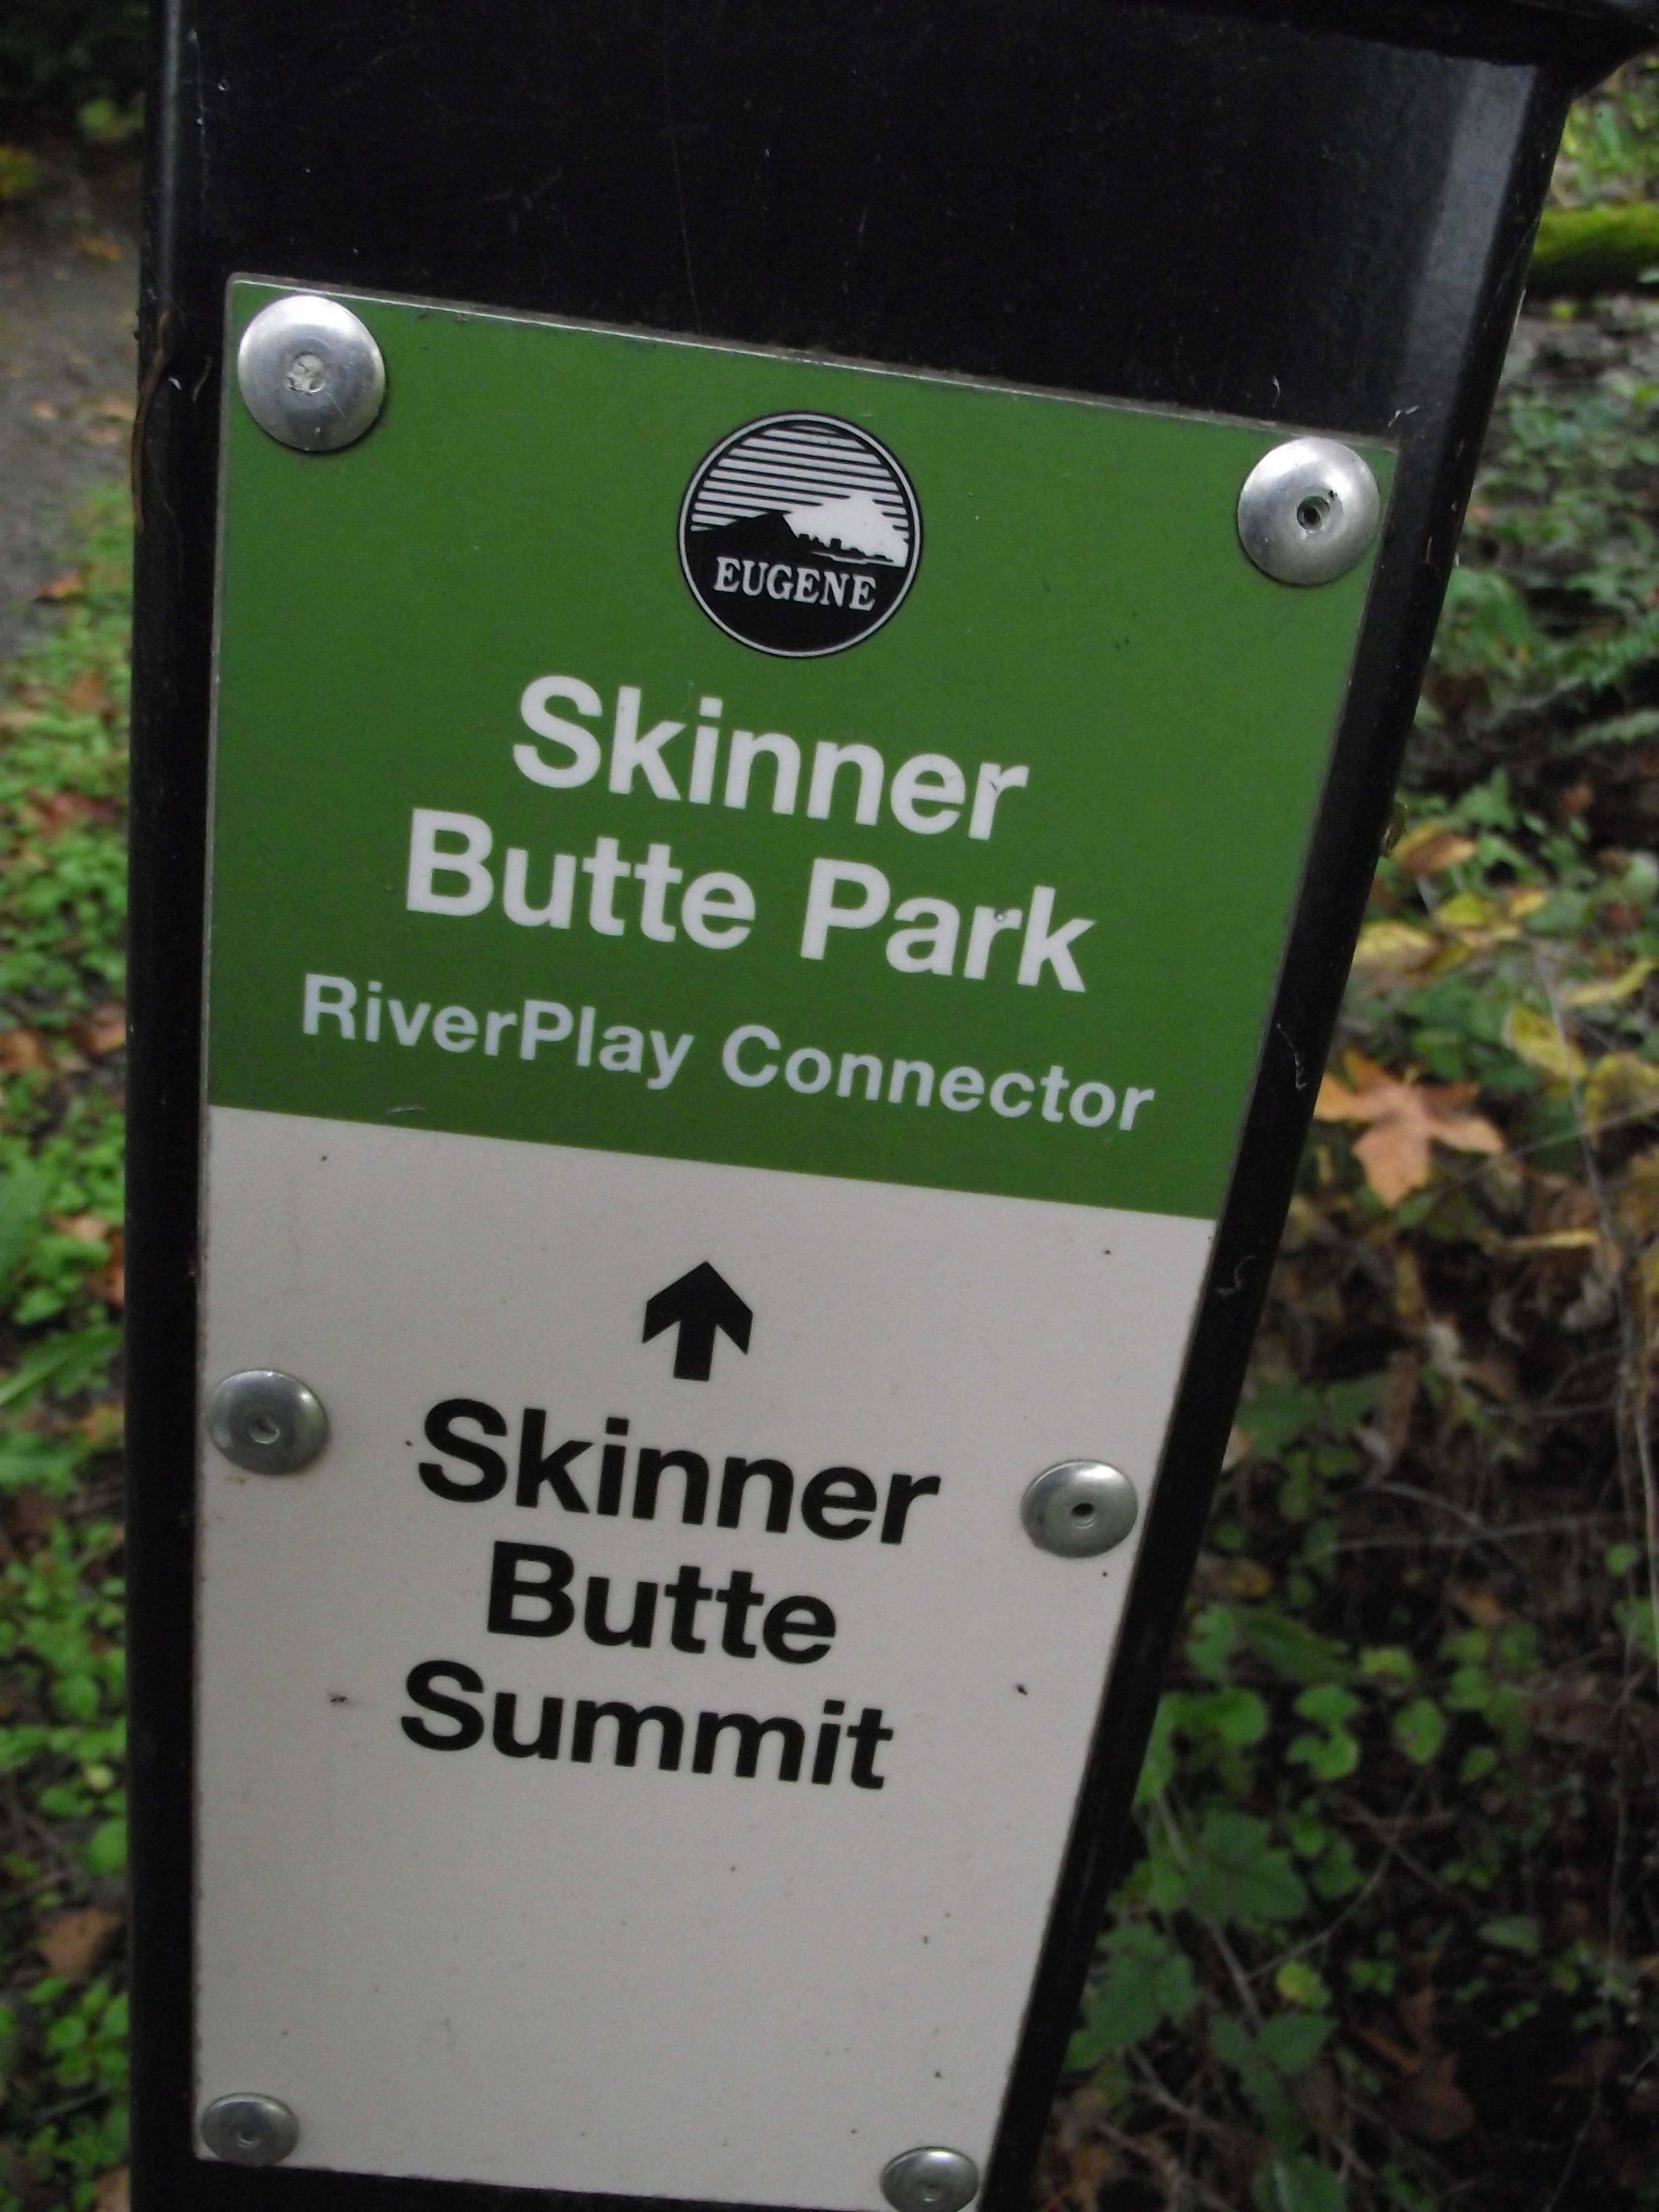 EUGENE
Skinner
Butte Park
RiverPlay Connector
Skinner
Butte
Summit